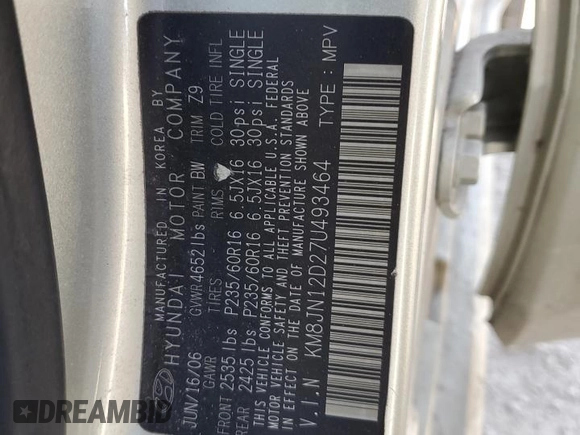 MANUFACTURED IN KOREA BY
HYUNDAI MOTOR COMPANY
JUN/16/06 GVWR 4652 lbs PAINT BW TRIM Z9
GAWR TIRES RIMS COLD TIRE INFL
FRONT 2535 lbs P235/60R16 6.5JX16 30psi SINGLE
REAR 2425 lbs P235/60R16 6.5JX16 30psi SINGLE
THIS VEHICLE CONFORMS TO ALL APPLICABLE U.S.A. FEDERAL
MOTOR VEHICLE SAFETY AND THEFT PREVENTION STANDARDS
IN EFFECT ON THE DATE OF MANUFACTURE SHOWN ABOVE
V.I.N KM8JN12D27U493464 TYPE : MPV
DREAMBID